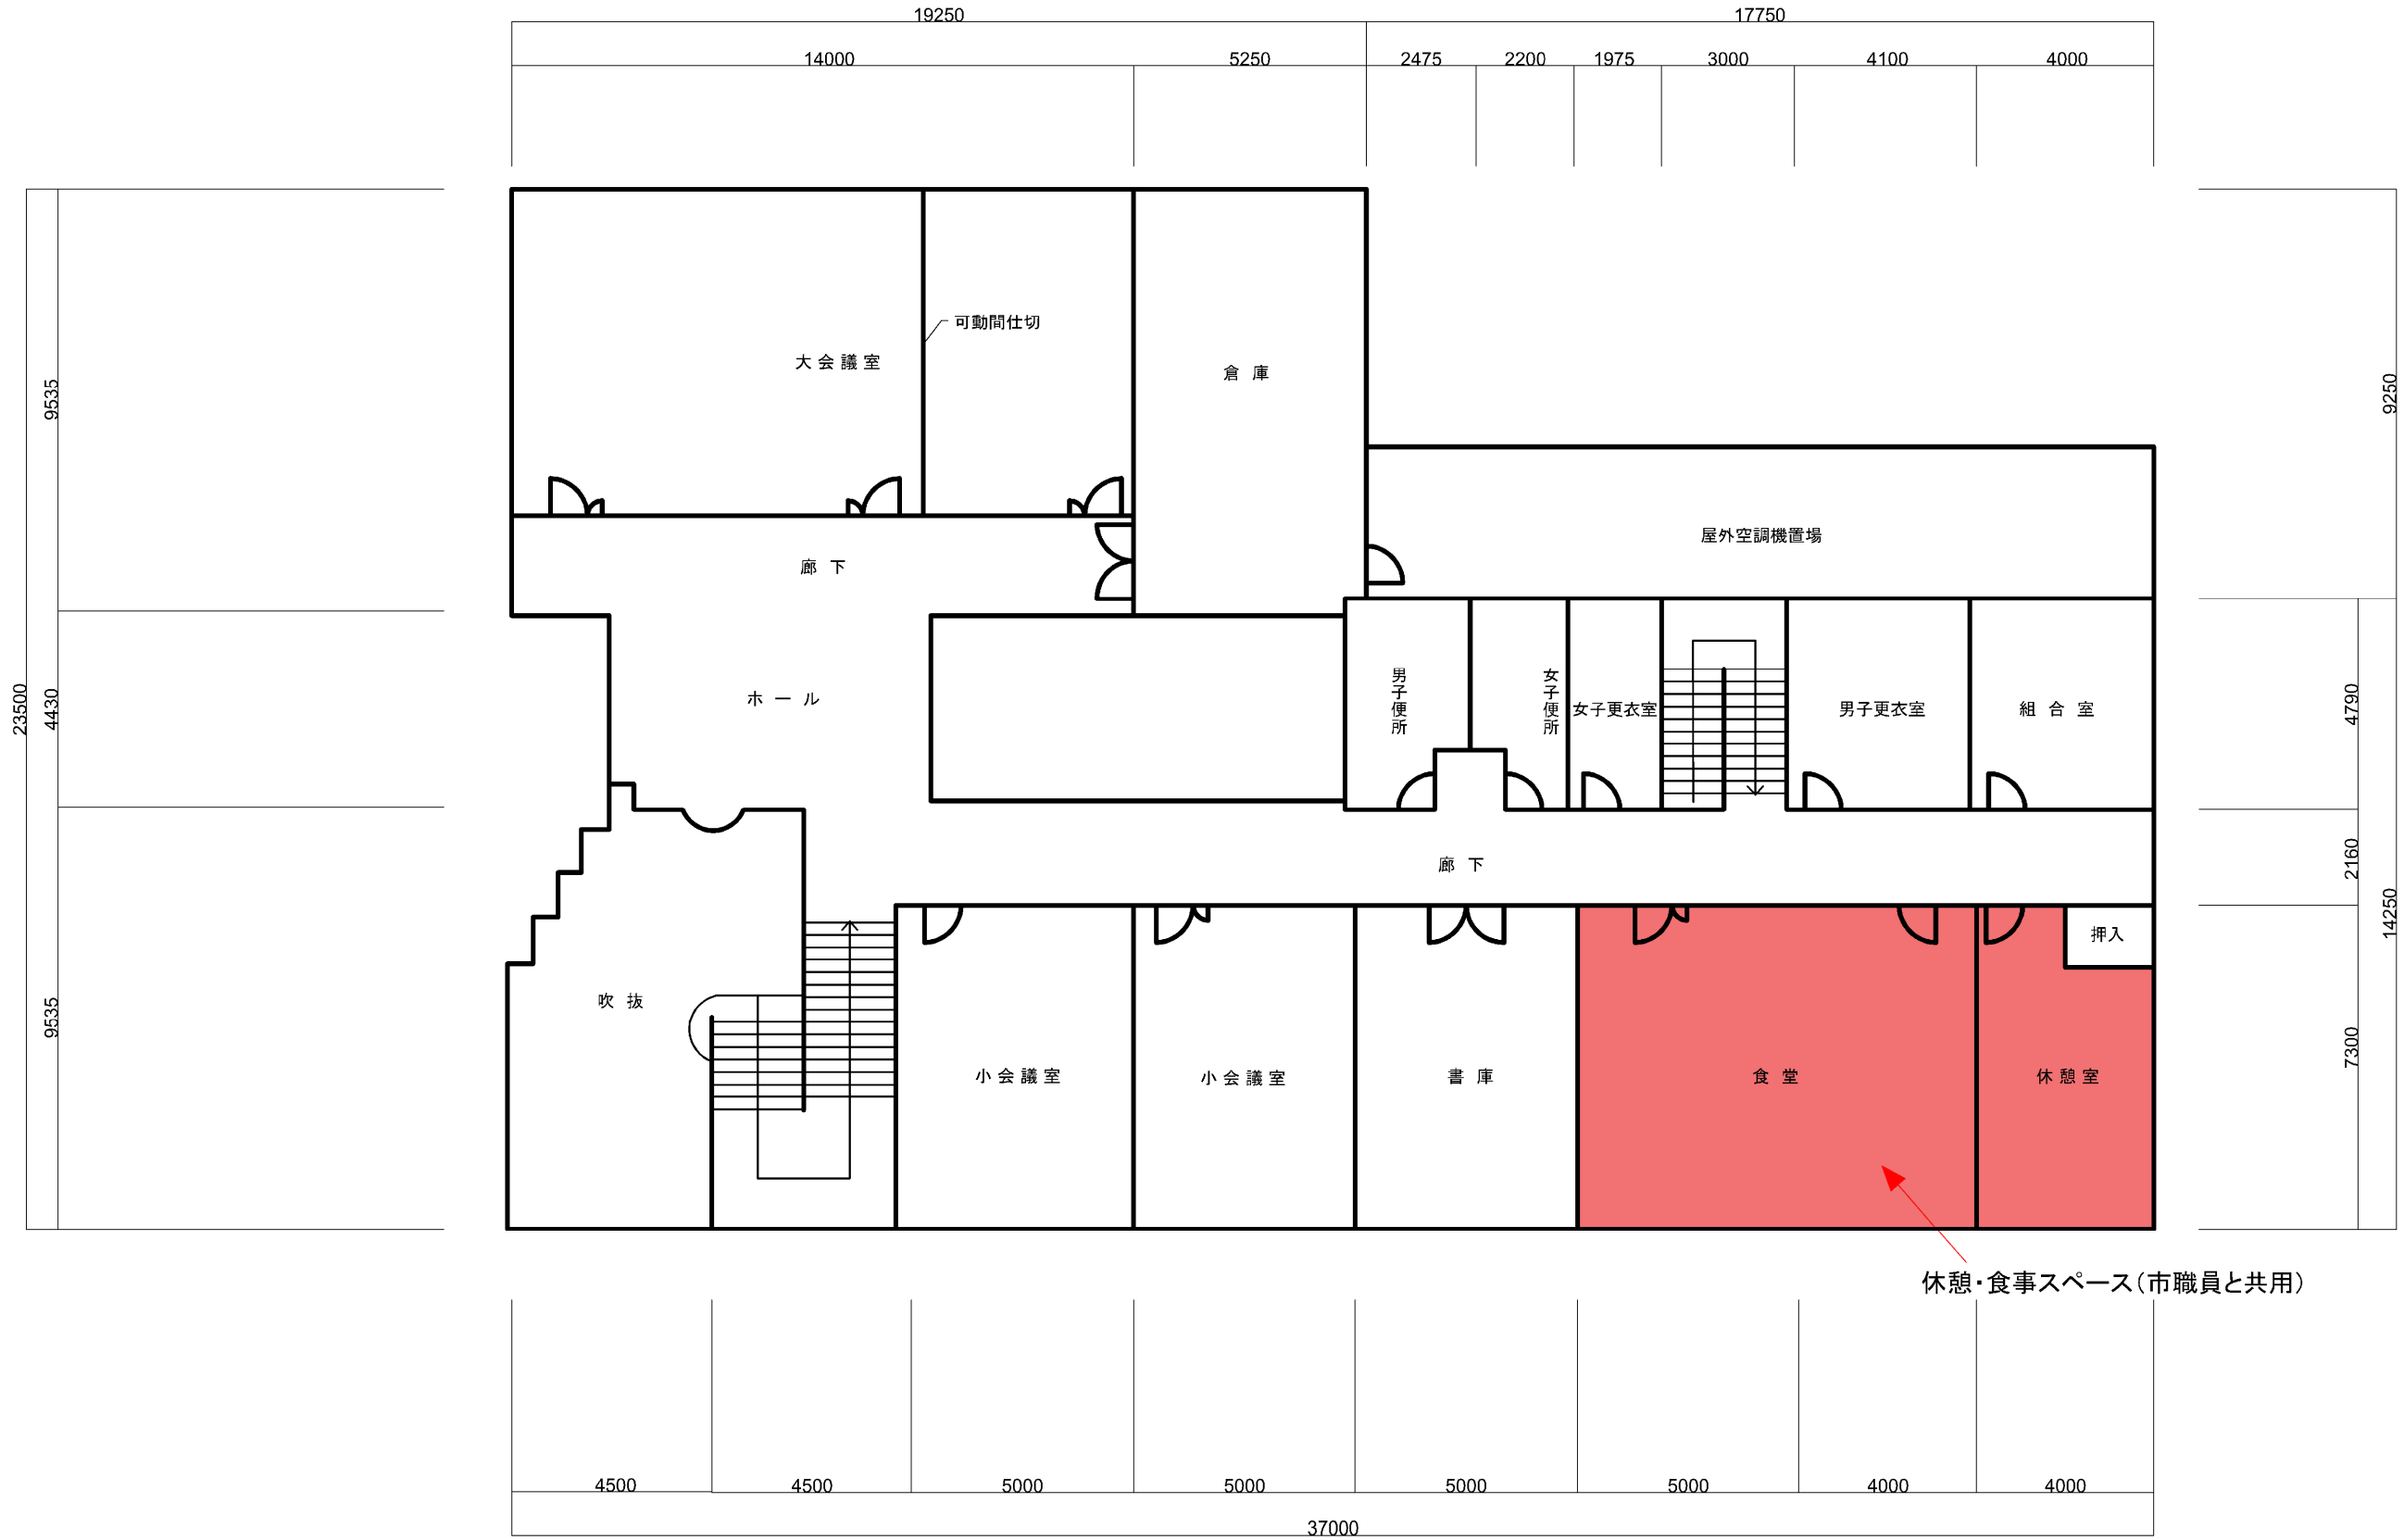 19250
17750
14000
5250
2475
2200
1975
3000
4100
4000
可動間仕切
大会議室
倉庫
9535
9250
屋外空調機置場
廊下
ホール
男子便所
女子便所
女子更衣室
男子更衣室
組合室
23500
4430
4790
廊下
2160
14250
押入
吹抜
9535
7300
小会議室
小会議室
書庫
食堂
休憩室
休憩・食事スペース(市職員と共用)
4500
4500
5000
5000
5000
5000
4000
4000
37000